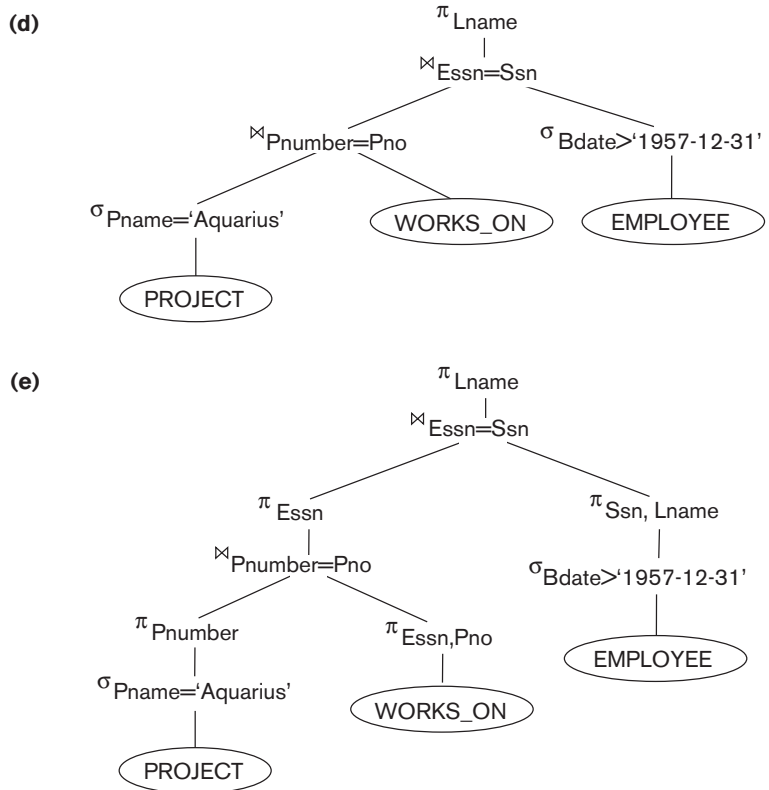 (d)
π Lname
⋈ Essn=Ssn
⋈ Pnumber=Pno
σ Bdate>‘1957-12-31’
σ Pname=‘Aquarius’
WORKS_ON
EMPLOYEE
PROJECT
(e)
π Lname
⋈ Essn=Ssn
π Essn
π Ssn, Lname
⋈ Pnumber=Pno
σ Bdate>‘1957-12-31’
π Pnumber
π Essn,Pno
EMPLOYEE
σ Pname=‘Aquarius’
WORKS_ON
PROJECT